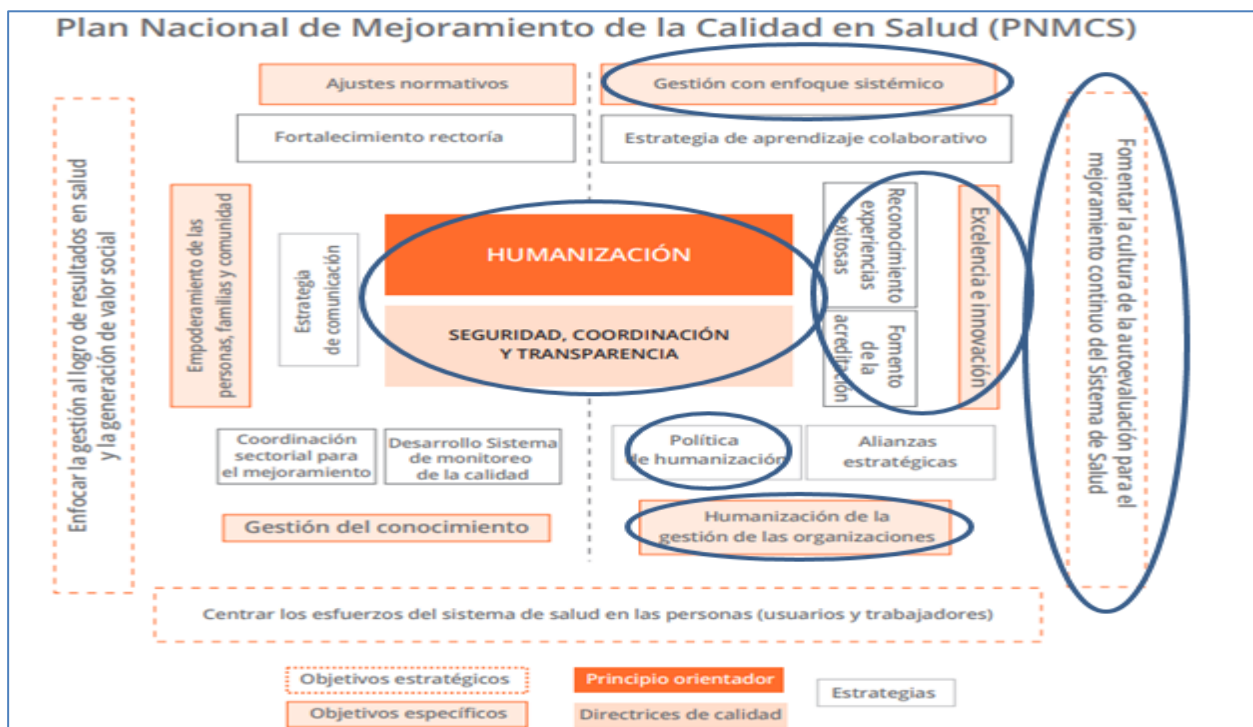 Plan Nacional de Mejoramiento de la Calidad en Salud (PNMCS)
Ajustes normativos
Gestión con enfoque sistémico
Fortalecimiento rectoría
Estrategia de aprendizaje colaborativo
Enfocar la gestión al logro de resultados en salud
y la generación de valor social
Empoderamiento de las
personas, familias y comunidad
Estrategia
de comunicación
HUMANIZACIÓN
SEGURIDAD, COORDINACIÓN
Y TRANSPARENCIA
Reconocimiento
experiencias
exitosas
Fomento
de la
acreditación
Excelencia e innovación
Fomentar la cultura de la autoevaluación para el
mejoramiento continuo del Sistema de Salud
Coordinación
sectorial para
el mejoramiento
Desarrollo Sistema
de monitoreo
de la calidad
Política
de humanización
Alianzas
estratégicas
Gestión del conocimiento
Humanización de la
gestión de las organizaciones
Centrar los esfuerzos del sistema de salud en las personas (usuarios y trabajadores)
Objetivos estratégicos
Principio orientador
Estrategias
Objetivos específicos
Directrices de calidad